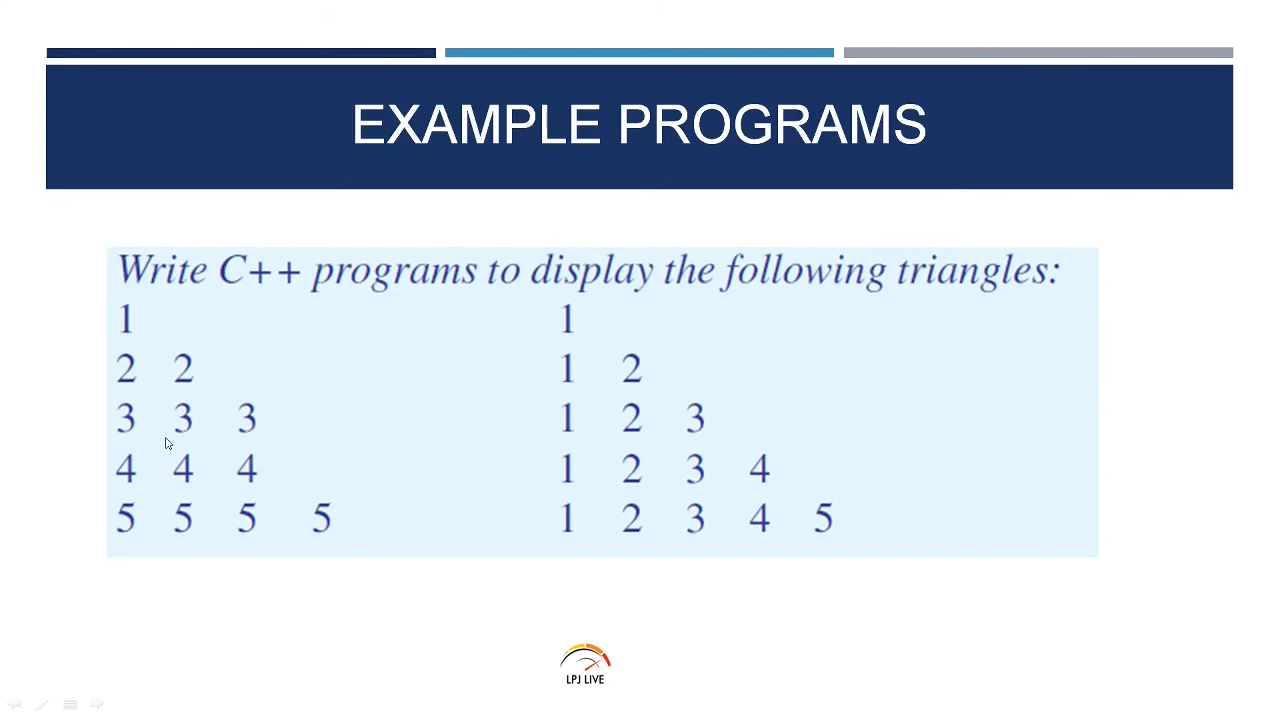 EXAMPLE PROGRAMS
Write C++ programs to display the following triangles:
1 1
2 2 1 2
3 3 3 1 2 3
4 4 4 1 2 3 4
5 5 5 5 1 2 3 4 5
LPJ LIVE